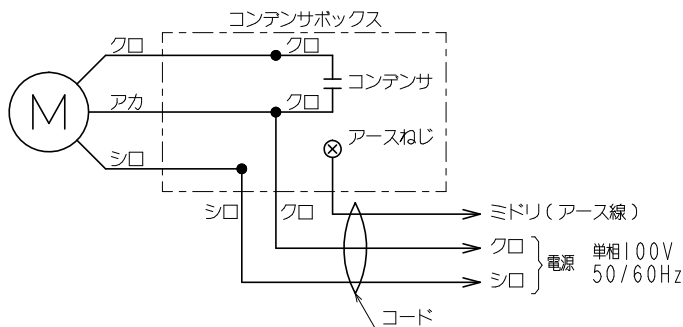 コンデンサボックス
クロ
クロ
M
アカ
クロ
コンデンサ
アースねじ
シロ
シロ
クロ
ミドリ(アース線)
クロ
シロ
電源
単相100V
50/60Hz
コード